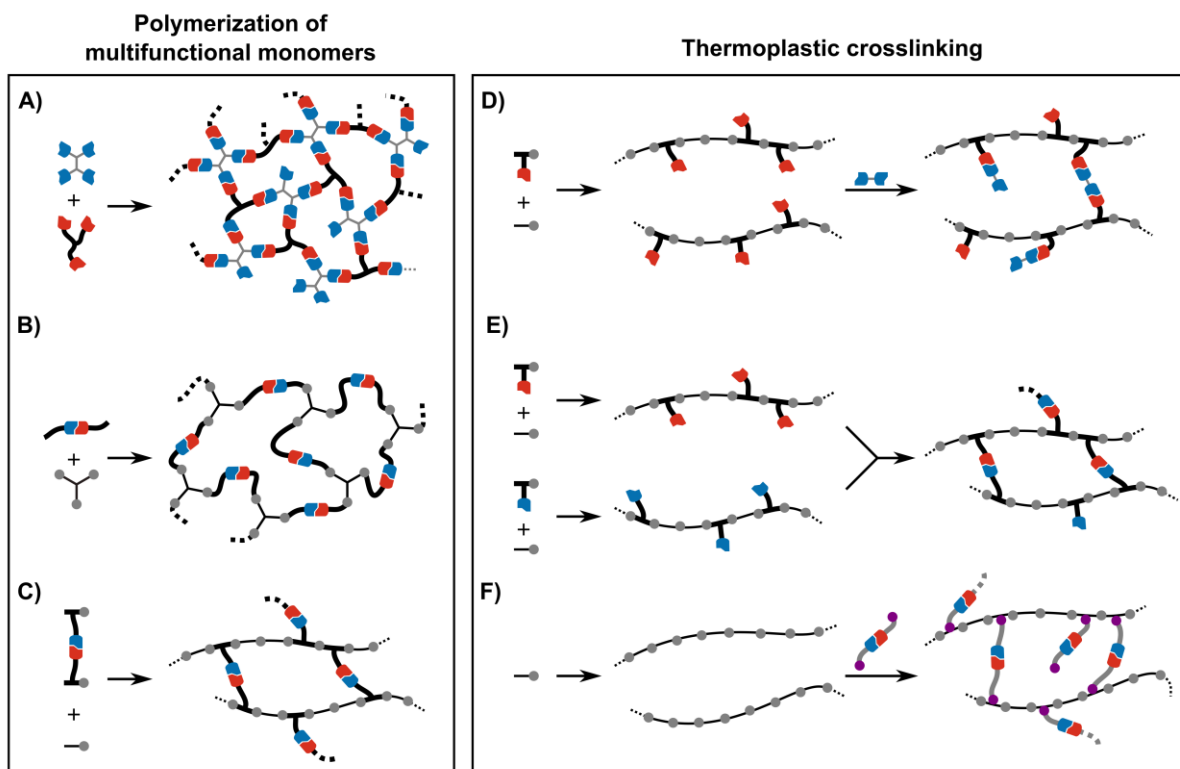 Polymerization of
multifunctional monomers
Thermoplastic crosslinking
A)
+
B)
+
C)
+
D)
+
E)
+
+
F)